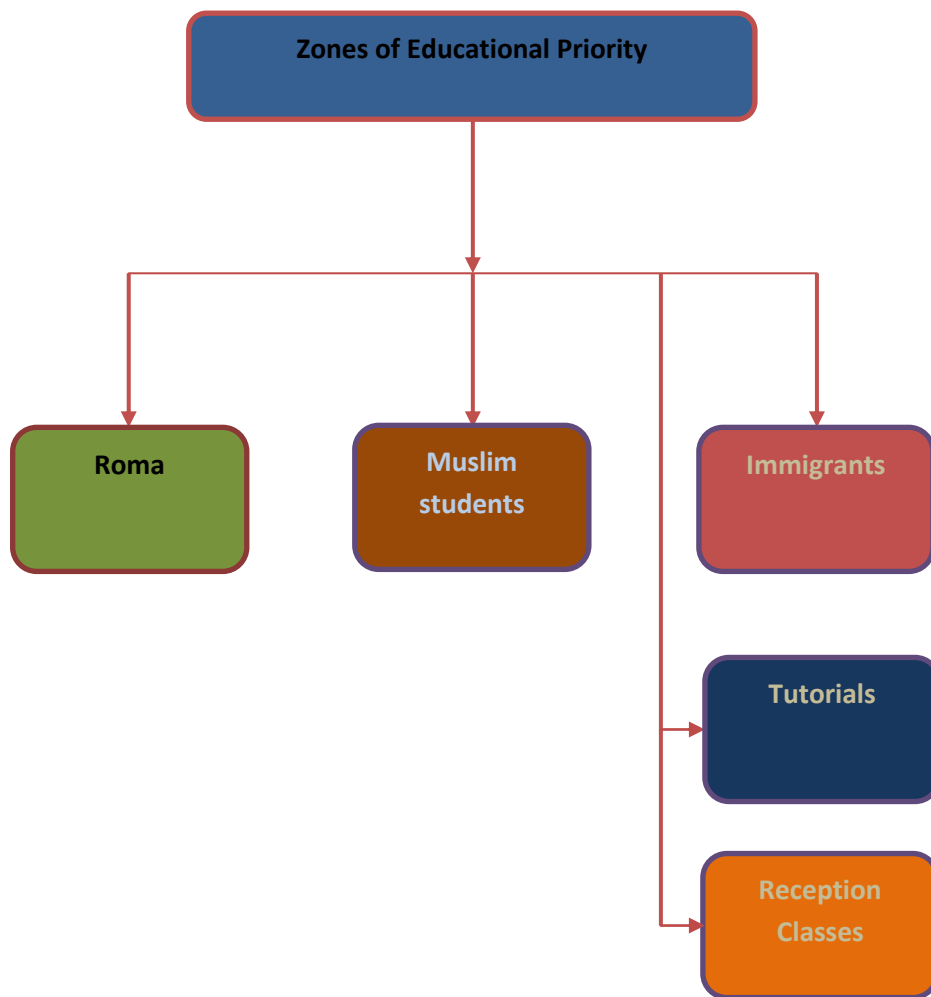 Zones of Educational Priority
Roma
Muslim
students
Immigrants
Tutorials
Reception
Classes